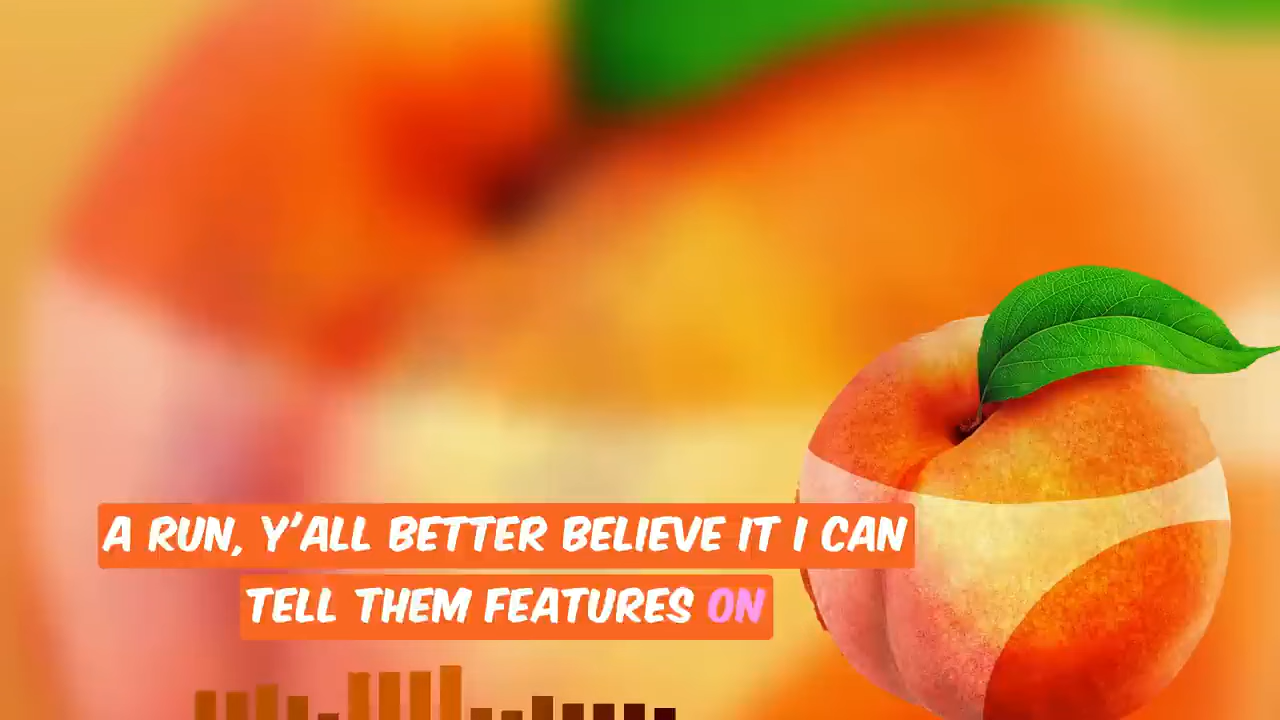 A RUN, Y'ALL BETTER BELIEVE IT I CAN
TELL THEM FEATURES ON